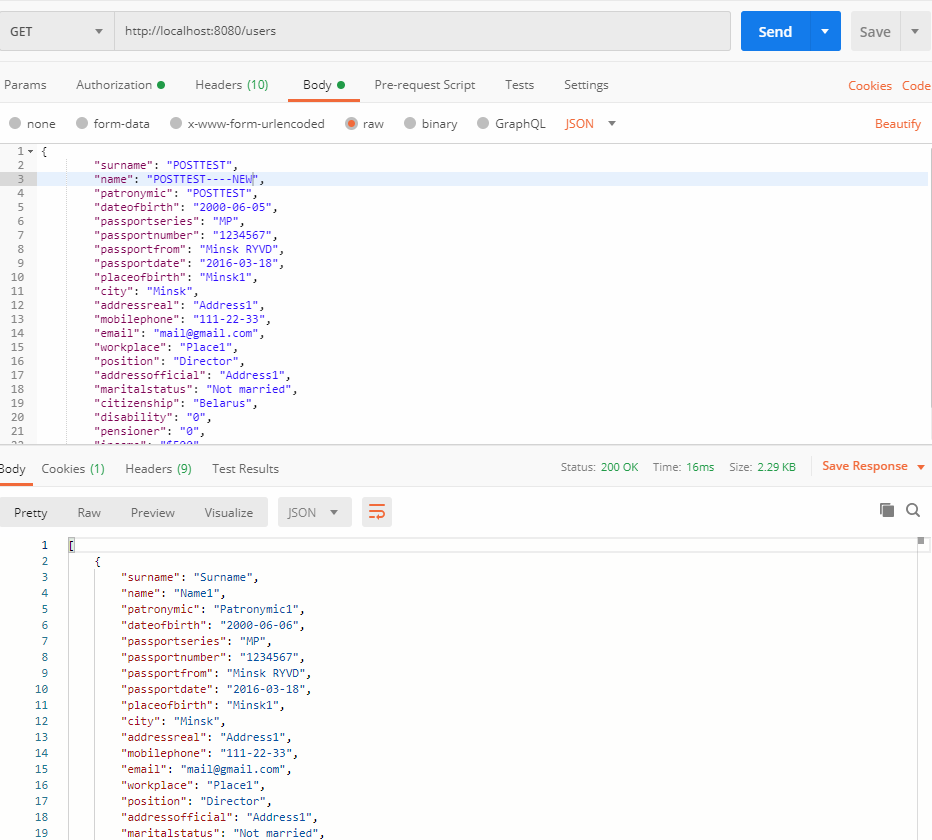 GET http://localhost:8080/users Send Save
Params Authorization Headers (10) Body Pre-request Script Tests Settings Cookies Code
none form-data x-www-form-urlencoded raw binary GraphQL JSON Beautify
1 {
2 "surname": "POSTTEST",
3 "name": "POSTTEST----NEW",
4 "patronymic": "POSTTEST",
5 "dateofbirth": "2000-06-05",
6 "passportseries": "MP",
7 "passportnumber": "1234567",
8 "passportfrom": "Minsk RYVD",
9 "passportdate": "2016-03-18",
10 "placeofbirth": "Minsk1",
11 "city": "Minsk",
12 "addressreal": "Address1",
13 "mobilephone": "111-22-33",
14 "email": "mail@gmail.com",
15 "workplace": "Place1",
16 "position": "Director",
17 "addressofficial": "Address1",
18 "maritalstatus": "Not married",
19 "citizenship": "Belarus",
20 "disability": "0",
21 "pensioner": "0",
22 "income": "$500"
Body Cookies (1) Headers (9) Test Results Status: 200 OK Time: 16ms Size: 2.29 KB Save Response
Pretty Raw Preview Visualize JSON
1 [
2 {
3 "surname": "Surname",
4 "name": "Name1",
5 "patronymic": "Patronymic1",
6 "dateofbirth": "2000-06-06",
7 "passportseries": "MP",
8 "passportnumber": "1234567",
9 "passportfrom": "Minsk RYVD",
10 "passportdate": "2016-03-18",
11 "placeofbirth": "Minsk1",
12 "city": "Minsk",
13 "addressreal": "Address1",
14 "mobilephone": "111-22-33",
15 "email": "mail@gmail.com",
16 "workplace": "Place1",
17 "position": "Director",
18 "addressofficial": "Address1",
19 "maritalstatus": "Not married",